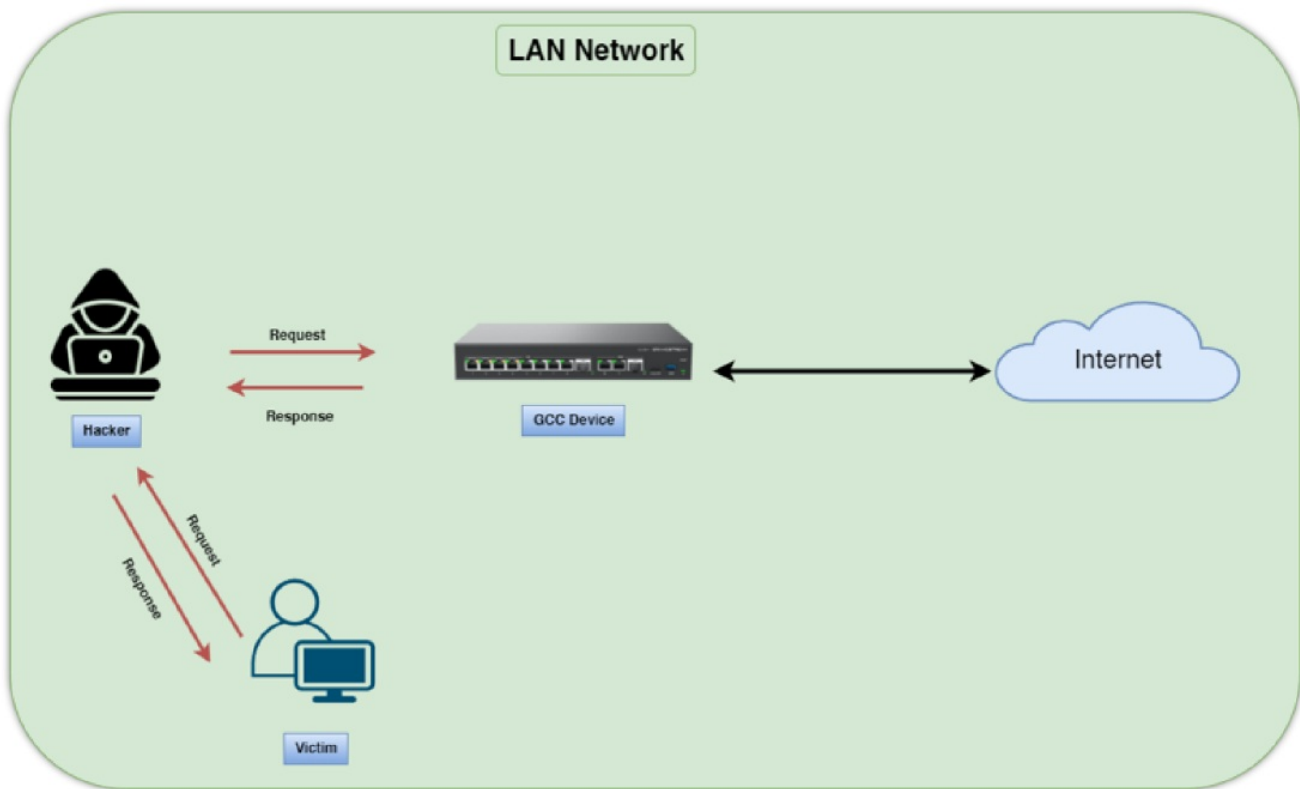 LAN Network
Request
Response
Hacker
GCC Device
Internet
Request
Response
Victim